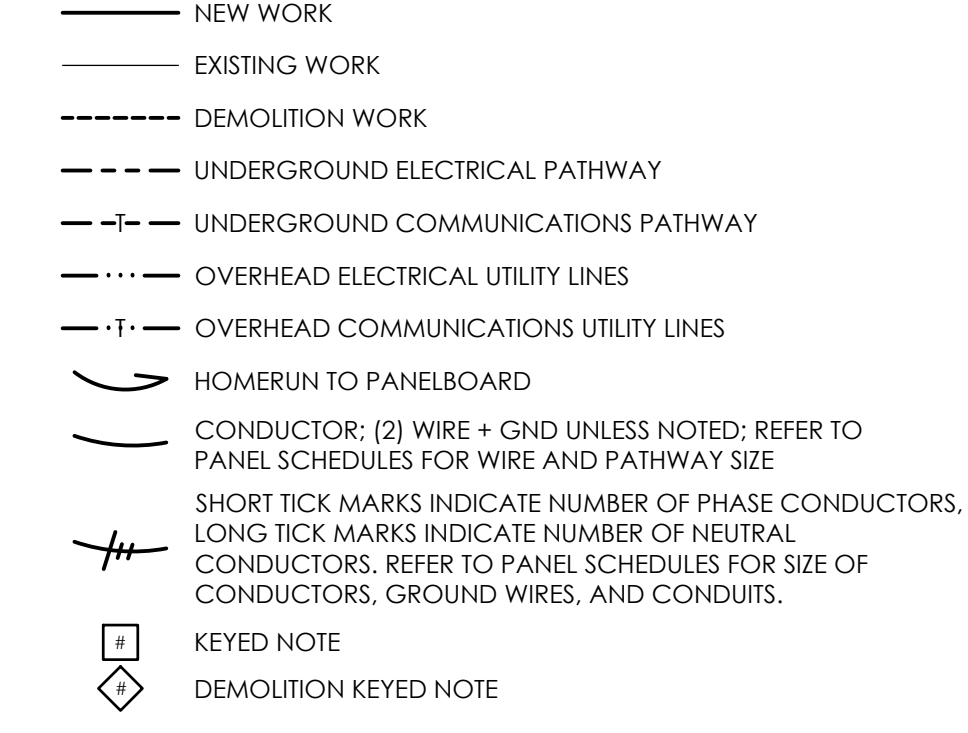 NEW WORK
EXISTING WORK
DEMOLITION WORK
UNDERGROUND ELECTRICAL PATHWAY
T UNDERGROUND COMMUNICATIONS PATHWAY
OVERHEAD ELECTRICAL UTILITY LINES
T OVERHEAD COMMUNICATIONS UTILITY LINES
HOMERUN TO PANELBOARD
CONDUCTOR; (2) WIRE + GND UNLESS NOTED; REFER TO
PANEL SCHEDULES FOR WIRE AND PATHWAY SIZE
SHORT TICK MARKS INDICATE NUMBER OF PHASE CONDUCTORS,
LONG TICK MARKS INDICATE NUMBER OF NEUTRAL
CONDUCTORS. REFER TO PANEL SCHEDULES FOR SIZE OF
CONDUCTORS, GROUND WIRES, AND CONDUITS.
# KEYED NOTE
# DEMOLITION KEYED NOTE